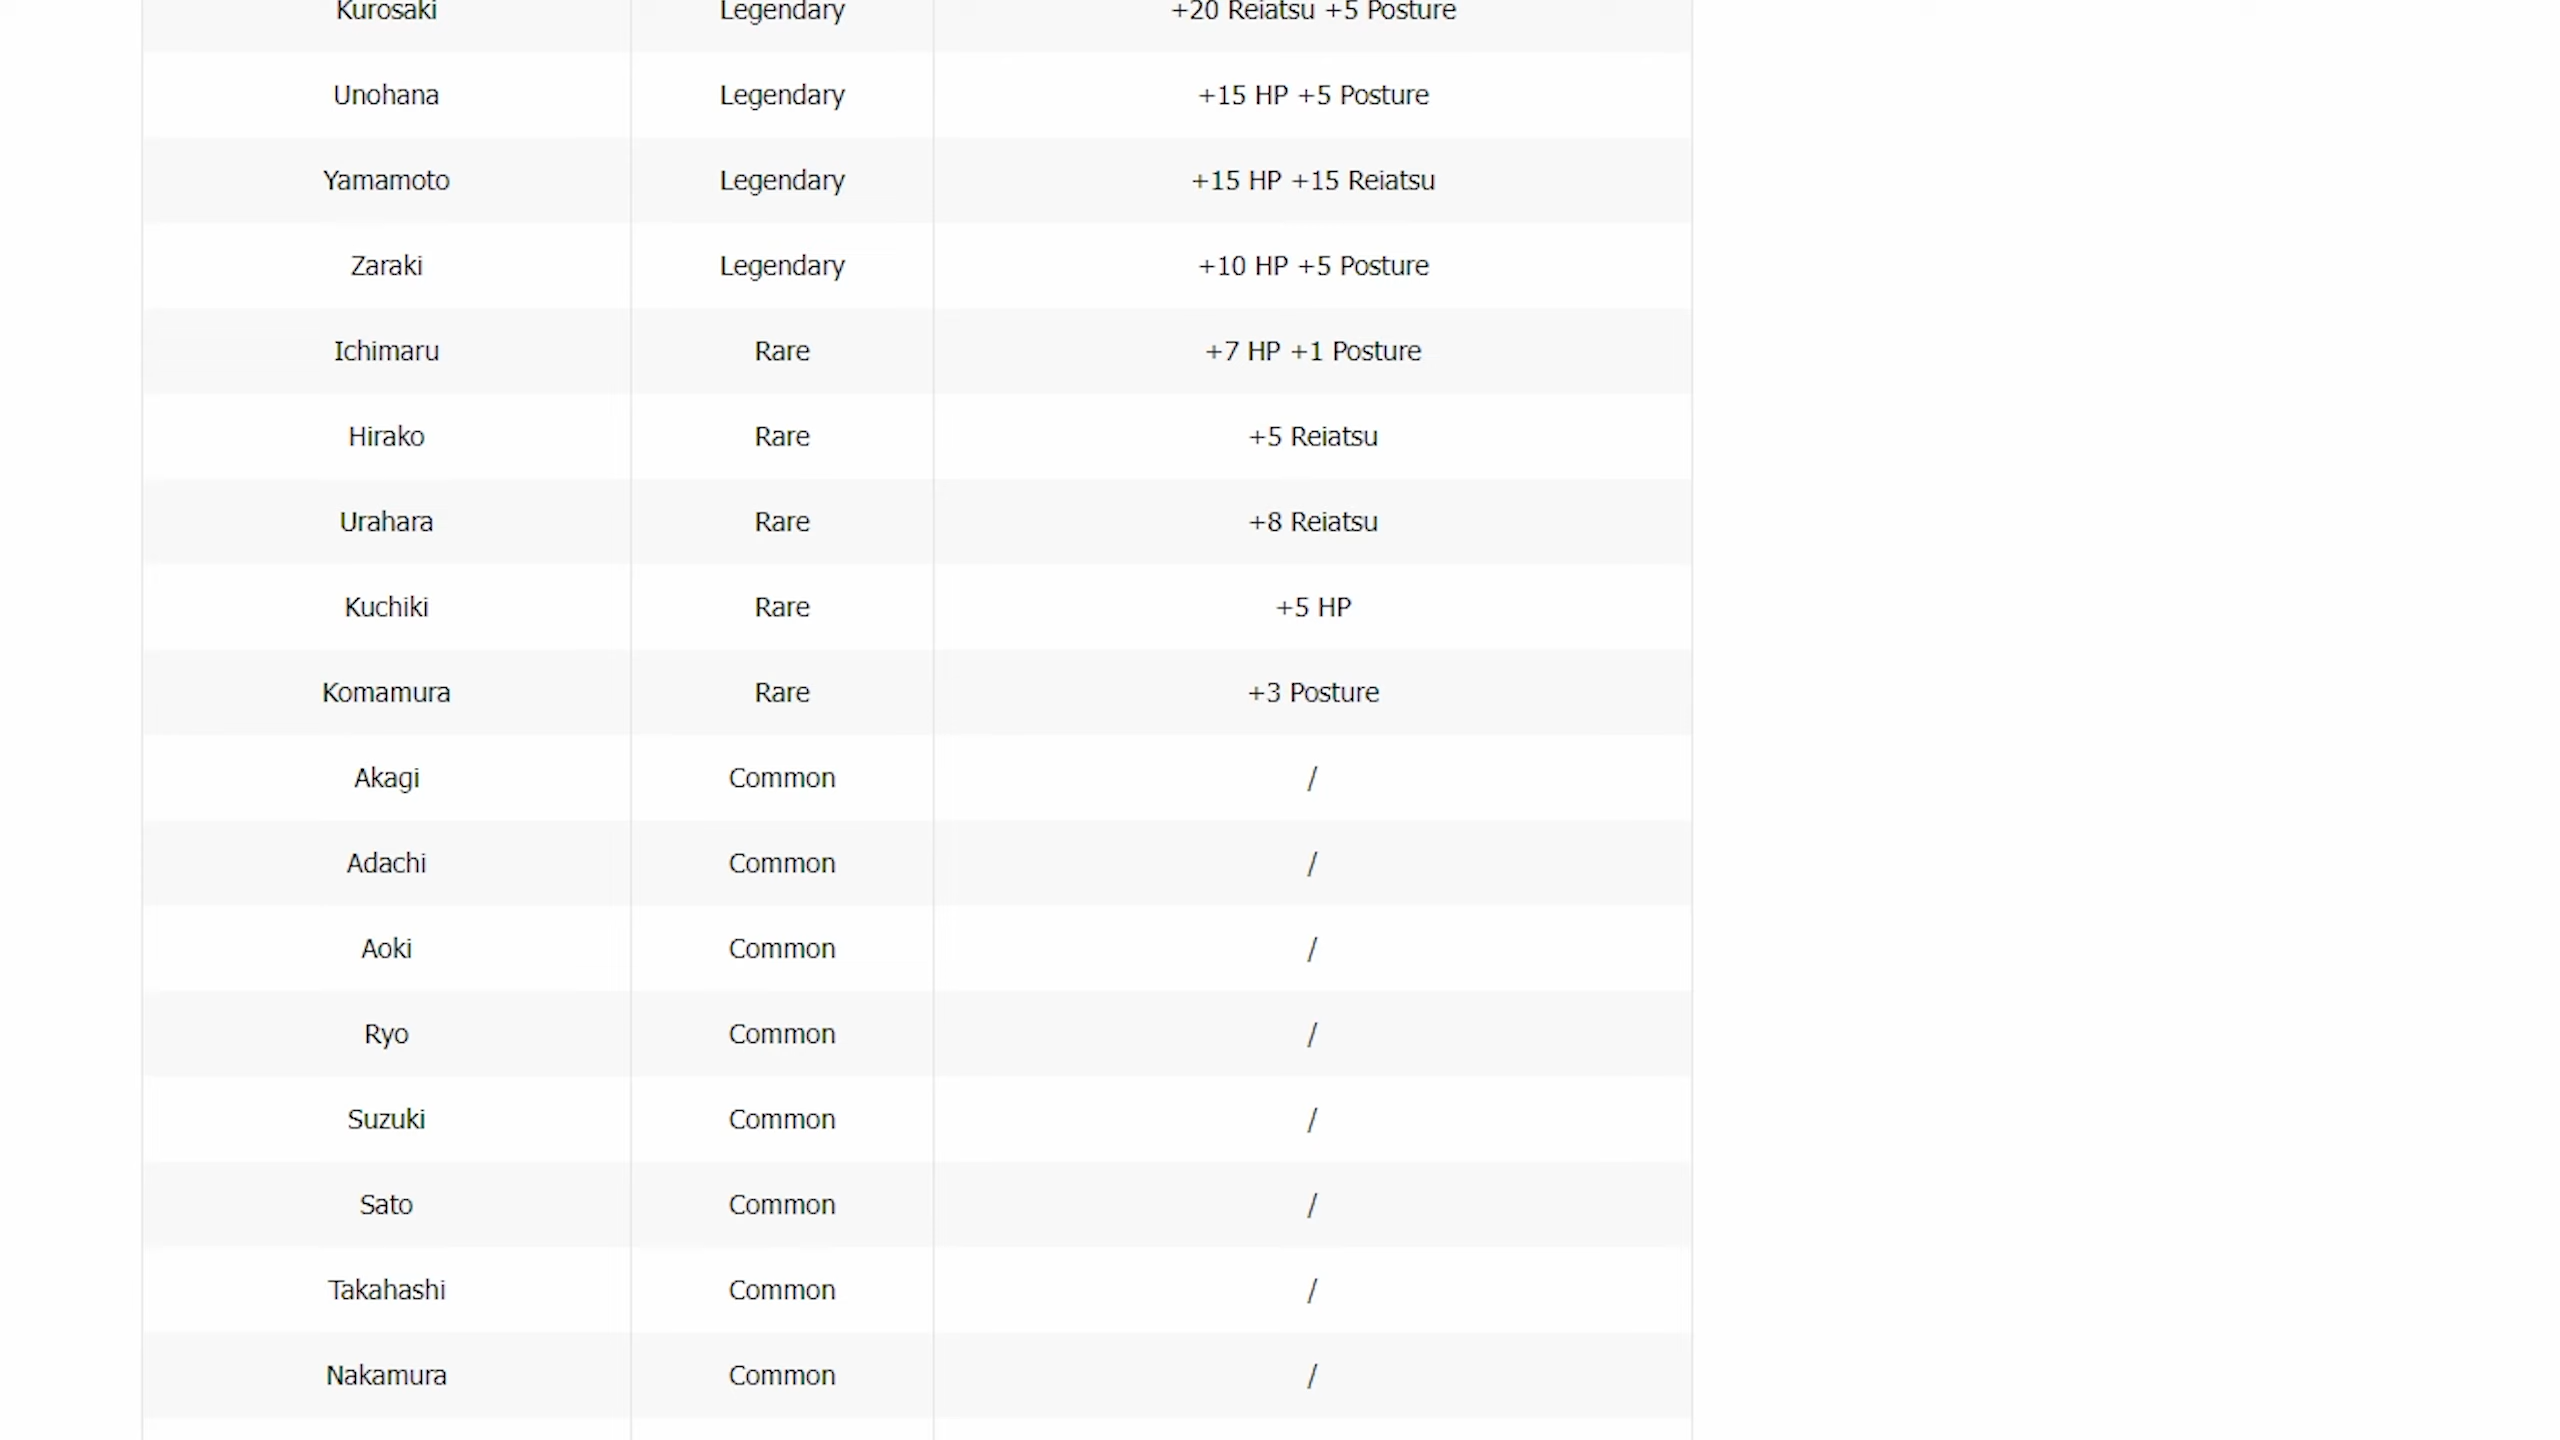 Kurosaki Legendary +20 Reiatsu +5 Posture
Unohana Legendary +15 HP +5 Posture
Yamamoto Legendary +15 HP +15 Reiatsu
Zaraki Legendary +10 HP +5 Posture
Ichimaru Rare +7 HP +1 Posture
Hirako Rare +5 Reiatsu
Urahara Rare +8 Reiatsu
Kuchiki Rare +5 HP
Komamura Rare +3 Posture
Akagi Common /
Adachi Common /
Aoki Common /
Ryo Common /
Suzuki Common /
Sato Common /
Takahashi Common /
Nakamura Common /